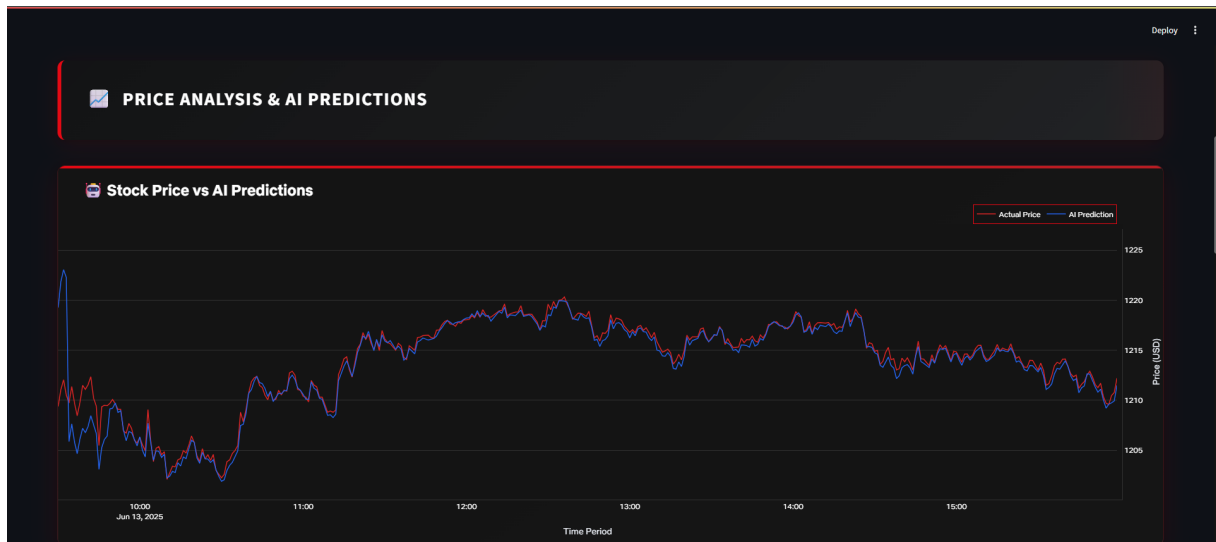 Deploy
PRICE ANALYSIS & AI PREDICTIONS
Stock Price vs AI Predictions
Actual Price
AI Prediction
1225
1220
1215
1210
1205
Price (USD)
10:00
Jun 13, 2025
11:00
12:00
13:00
14:00
15:00
Time Period